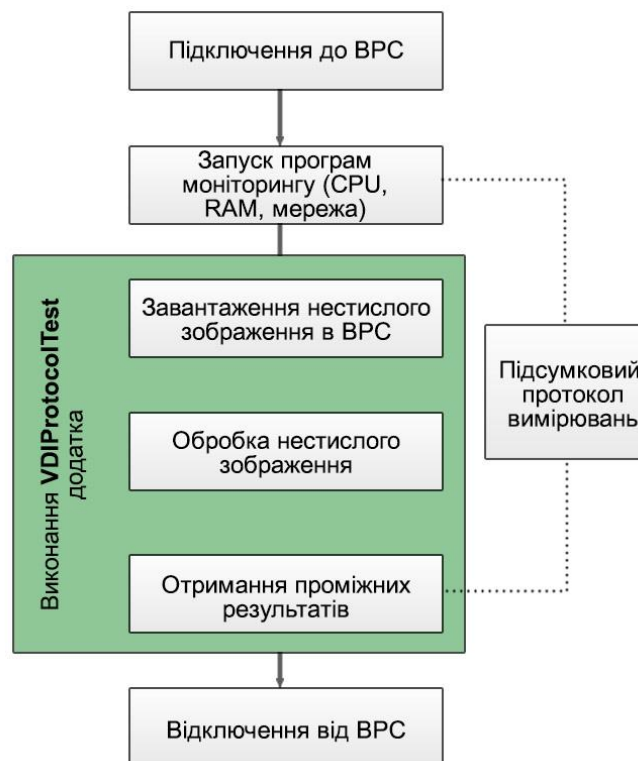 Підключення до ВРС
Запуск програм
моніторингу (CPU,
RAM, мережа)
Виконання VDIProtocolTest
додатка
Завантаження нестислого
зображення в ВРС
Обробка нестислого
зображення
Отримання проміжних
результатів
Підсумковий
протокол
вимірювань
Відключення від ВРС